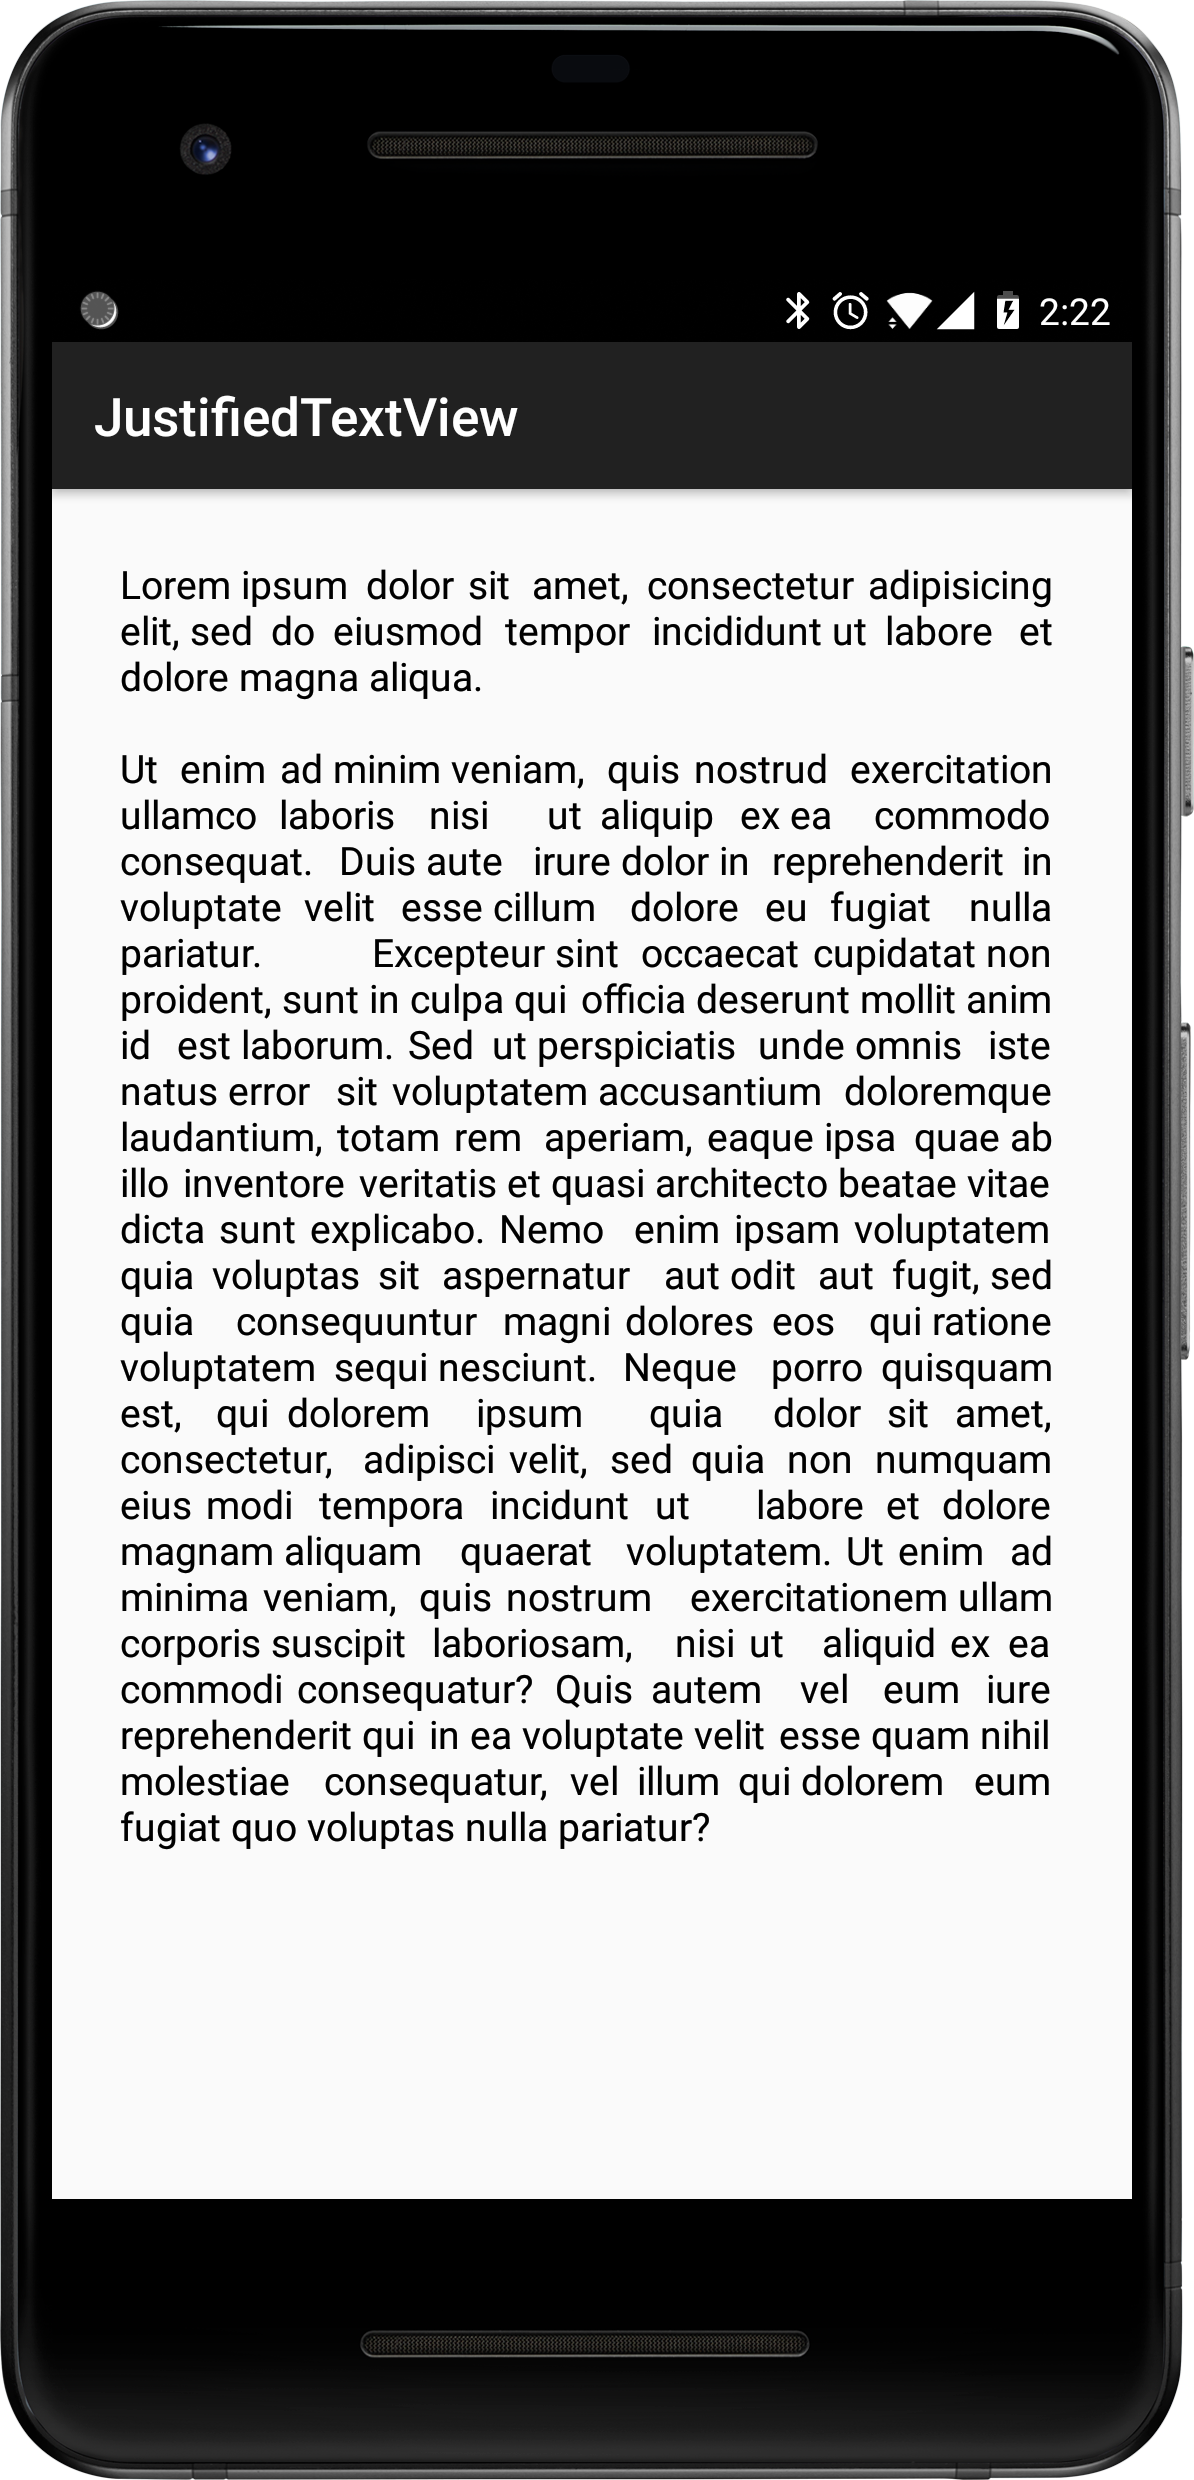 2:22
JustifiedTextView
Lorem ipsum dolor sit amet, consectetur adipisicing
elit, sed do eiusmod tempor incididunt ut labore et
dolore magna aliqua.
Ut enim ad minim veniam, quis nostrud exercitation
ullamco laboris nisi ut aliquip ex ea commodo
consequat. Duis aute irure dolor in reprehenderit in
voluptate velit esse cillum dolore eu fugiat nulla
pariatur. Excepteur sint occaecat cupidatat non
proident, sunt in culpa qui officia deserunt mollit anim
id est laborum. Sed ut perspiciatis unde omnis iste
natus error sit voluptatem accusantium doloremque
laudantium, totam rem aperiam, eaque ipsa quae ab
illo inventore veritatis et quasi architecto beatae vitae
dicta sunt explicabo. Nemo enim ipsam voluptatem
quia voluptas sit aspernatur aut odit aut fugit, sed
quia consequuntur magni dolores eos qui ratione
voluptatem sequi nesciunt. Neque porro quisquam
est, qui dolorem ipsum quia dolor sit amet,
consectetur, adipisci velit, sed quia non numquam
eius modi tempora incidunt ut labore et dolore
magnam aliquam quaerat voluptatem. Ut enim ad
minima veniam, quis nostrum exercitationem ullam
corporis suscipit laboriosam, nisi ut aliquid ex ea
commodi consequatur? Quis autem vel eum iure
reprehenderit qui in ea voluptate velit esse quam nihil
molestiae consequatur, vel illum qui dolorem eum
fugiat quo voluptas nulla pariatur?